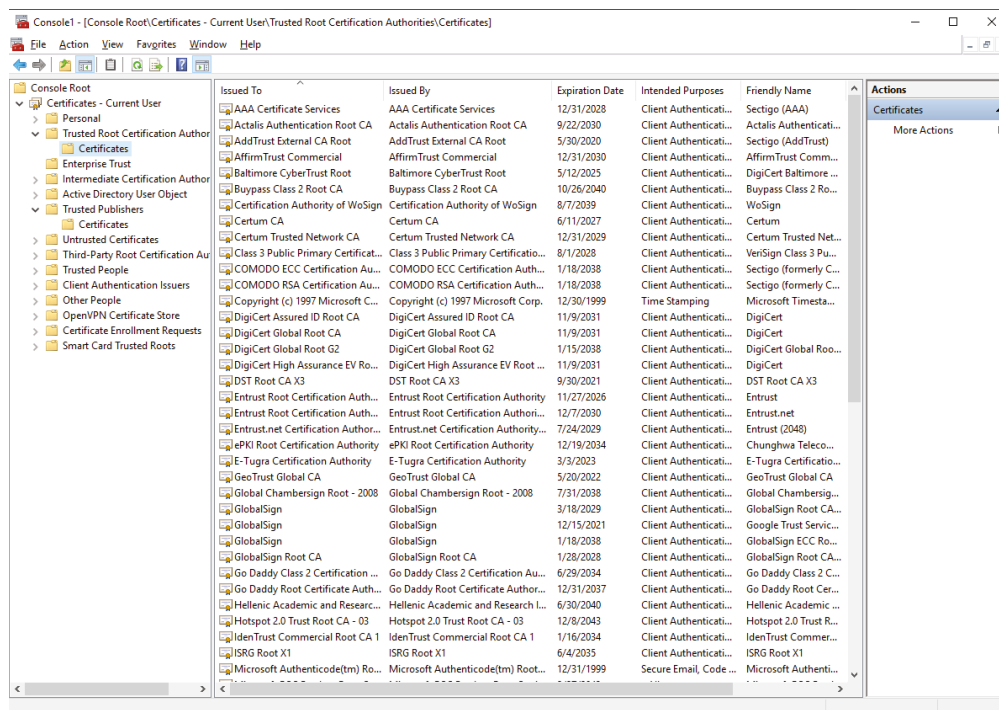 Console1 - [Console Root\Certificates - Current User\Trusted Root Certification Authorities\Certificates]
File Action View Favorites Window Help
Console Root
Certificates - Current User
Personal
Trusted Root Certification Author
Certificates
Enterprise Trust
Intermediate Certification Author
Active Directory User Object
Trusted Publishers
Certificates
Untrusted Certificates
Third-Party Root Certification Au
Trusted People
Client Authentication Issuers
Other People
OpenVPN Certificate Store
Certificate Enrollment Requests
Smart Card Trusted Roots
Issued To Issued By Expiration Date Intended Purposes Friendly Name
AAA Certificate Services AAA Certificate Services 12/31/2028 Client Authenticati... Sectigo (AAA)
Actalis Authentication Root CA Actalis Authentication Root CA 9/22/2030 Client Authenticati... Actalis Authenticati...
AddTrust External CA Root AddTrust External CA Root 5/30/2020 Client Authenticati... Sectigo (AddTrust)
AffirmTrust Commercial AffirmTrust Commercial 12/31/2030 Client Authenticati... AffirmTrust Comm...
Baltimore CyberTrust Root Baltimore CyberTrust Root 5/12/2025 Client Authenticati... DigiCert Baltimore ...
Buypass Class 2 Root CA Buypass Class 2 Root CA 10/26/2040 Client Authenticati... Buypass Class 2 Ro...
Certification Authority of WoSign Certification Authority of WoSign 8/7/2039 Client Authenticati... WoSign
Certum CA Certum CA 6/11/2027 Client Authenticati... Certum
Certum Trusted Network CA Certum Trusted Network CA 12/31/2029 Client Authenticati... Certum Trusted Net...
Class 3 Public Primary Certificat... Class 3 Public Primary Certificatio... 8/1/2028 Client Authenticati... VeriSign Class 3 Pu...
COMODO ECC Certification Au... COMODO ECC Certification Auth... 1/18/2038 Client Authenticati... Sectigo (formerly C...
COMODO RSA Certification Au... COMODO RSA Certification Auth... 1/18/2038 Client Authenticati... Sectigo (formerly C...
Copyright (c) 1997 Microsoft C... Copyright (c) 1997 Microsoft Corp. 12/30/1999 Time Stamping Microsoft Timesta...
DigiCert Assured ID Root CA DigiCert Assured ID Root CA 11/9/2031 Client Authenticati... DigiCert
DigiCert Global Root CA DigiCert Global Root CA 11/9/2031 Client Authenticati... DigiCert
DigiCert Global Root G2 DigiCert Global Root G2 1/15/2038 Client Authenticati... DigiCert Global Roo...
DigiCert High Assurance EV Ro... DigiCert High Assurance EV Root ... 11/9/2031 Client Authenticati... DigiCert
DST Root CA X3 DST Root CA X3 9/30/2021 Client Authenticati... DST Root CA X3
Entrust Root Certification Auth... Entrust Root Certification Authority 11/27/2026 Client Authenticati... Entrust
Entrust Root Certification Auth... Entrust Root Certification Authori... 12/7/2030 Client Authenticati... Entrust.net
Entrust.net Certification Author... Entrust.net Certification Authority... 7/24/2029 Client Authenticati... Entrust (2048)
ePKI Root Certification Authority ePKI Root Certification Authority 12/19/2034 Client Authenticati... Chunghwa Teleco...
E-Tugra Certification Authority E-Tugra Certification Authority 3/3/2023 Client Authenticati... E-Tugra Certificatio...
GeoTrust Global CA GeoTrust Global CA 5/20/2022 Client Authenticati... GeoTrust Global CA
Global Chambersign Root - 2008 Global Chambersign Root - 2008 7/31/2038 Client Authenticati... Global Chambersig...
GlobalSign GlobalSign 3/18/2029 Client Authenticati... GlobalSign Root CA...
GlobalSign GlobalSign 12/15/2021 Client Authenticati... Google Trust Servic...
GlobalSign GlobalSign 1/18/2038 Client Authenticati... GlobalSign ECC Ro...
GlobalSign Root CA GlobalSign Root CA 1/28/2028 Client Authenticati... GlobalSign Root CA...
Go Daddy Class 2 Certification ... Go Daddy Class 2 Certification Au... 6/29/2034 Client Authenticati... Go Daddy Class 2 C...
Go Daddy Root Certificate Auth... Go Daddy Root Certificate Author... 12/31/2037 Client Authenticati... Go Daddy Root Cer...
Hellenic Academic and Researc... Hellenic Academic and Research I... 6/30/2040 Client Authenticati... Hellenic Academic ...
Hotspot 2.0 Trust Root CA - 03 Hotspot 2.0 Trust Root CA - 03 12/8/2043 Client Authenticati... Hotspot 2.0 Trust R...
IdenTrust Commercial Root CA 1 IdenTrust Commercial Root CA 1 1/16/2034 Client Authenticati... IdenTrust Commer...
ISRG Root X1 ISRG Root X1 6/4/2035 Client Authenticati... ISRG Root X1
Microsoft Authenticode(tm) Ro... Microsoft Authenticode(tm) Root... 12/31/1999 Secure Email, Code ... Microsoft Authenti...
Actions
Certificates
More Actions